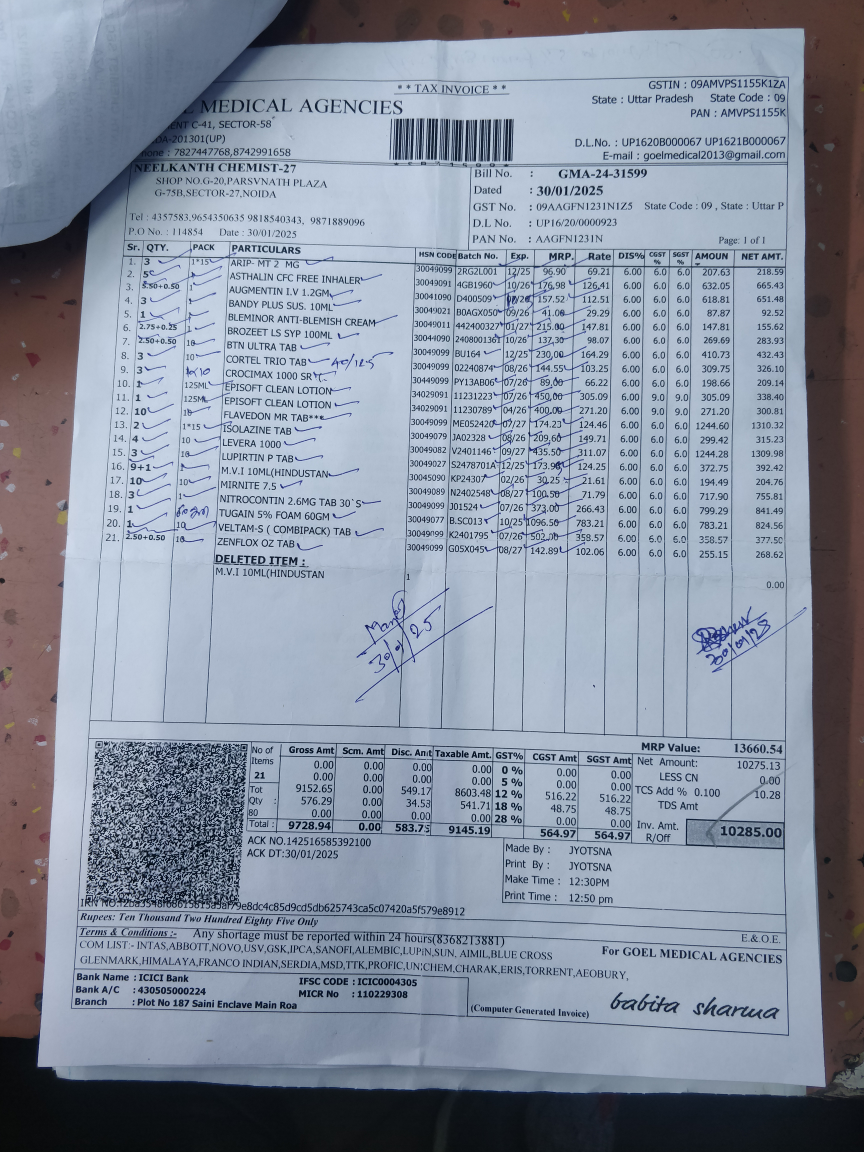 * * TAX INVOICE * *
GSTIN : 09AMVPS1155K1ZA
State : Uttar Pradesh State Code : 09
PAN : AMVPS1155K
EL MEDICAL AGENCIES
C-41, SECTOR-58
DA-201301(UP)
Phone : 7827447768,8742991658
D.L.No. : UP1620B000067 UP1621B000067
E-mail : goelmedical2013@gmail.com
NEELKANTH CHEMIST-27
SHOP NO.G-20,PARSVNATH PLAZA
G-75B,SECTOR-27,NOIDA
Tel : 4357583,9654350635 9818540343, 9871889096
P.O No. : 114854 Date : 30/01/2025
Bill No. : GMA-24-31599
Dated : 30/01/2025
GST No. : 09AAGFN1231N1Z5 State Code : 09 , State : Uttar P
D.L No. : UP16/20/0000923
PAN No. : AAGFN1231N Page: 1 of 1
Sr. QTY. PACK PARTICULARS HSN CODE Batch No. Exp. MRP. Rate DIS% CGST % SGST % AMOUN NET AMT.
1. 3 1*15 ARIP- MT 2 MG 30049099 2RG2L001 12/25 96.90 69.21 6.00 6.0 6.0 207.63 218.59
2. 5 ASTHALIN CFC FREE INHALER 30049091 4GB1960 10/26 176.98 126.41 6.00 6.0 6.0 632.05 665.43
3. 5.50+0.50 AUGMENTIN I.V 1.2GM 30041090 D400509 157.52 112.51 6.00 6.0 6.0 618.81 651.48
4. 3 BANDY PLUS SUS. 10ML 30049021 B0AGX050 09/26 41.00 29.29 6.00 6.0 6.0 87.87 92.52
5. 1 BLEMINOR ANTI-BLEMISH CREAM 30049011 442400327 01/27 215.00 147.81 6.00 6.0 6.0 147.81 155.62
6. 2.75+0.25 BROZEET LS SYP 100ML 30044090 240800136 10/26 137.30 98.07 6.00 6.0 6.0 269.69 283.93
7. 2.50+0.50 10 BTN ULTRA TAB 30049099 BU164 12/25 230.00 164.29 6.00 6.0 6.0 410.73 432.43
8. 3 10 CORTEL TRIO TAB 40/12.5 30049099 02240874 08/26 144.55 103.25 6.00 6.0 6.0 309.75 326.10
9. 3 CROCIMAX 1000 SR 30449099 PY13AB06 07/26 89.00 66.22 6.00 6.0 6.0 198.66 209.14
10. 1 125ML EPISOFT CLEAN LOTION 34029091 11231223 07/26 450.00 305.09 6.00 9.0 9.0 305.09 338.40
11. 1 125ML EPISOFT CLEAN LOTION 34029091 11230789 04/26 400.00 271.20 6.00 9.0 9.0 271.20 300.81
12. 10 10 FLAVEDON MR TAB***c 30049099 ME052420 07/27 174.23 124.46 6.00 6.0 6.0 1244.60 1310.32
13. 2 1*15 ISOLAZINE TAB 30049079 JA02328 08/26 209.60 149.71 6.00 6.0 6.0 299.42 315.23
14. 4 10 LEVERA 1000 30049082 V2401146 09/27 435.50 311.07 6.00 6.0 6.0 1244.28 1309.98
15. 3 10 LUPIRTIN P TAB 30049027 S2478701A 12/25 173.98 124.25 6.00 6.0 6.0 372.75 392.42
16. 9+1 1 M.V.I 10ML(HINDUSTAN 30045090 KP24307 02/26 30.25 21.61 6.00 6.0 6.0 194.49 204.76
17. 10 10 MIRNITE 7.5 30049089 N2402548 08/27 100.50 71.79 6.00 6.0 6.0 717.90 755.81
18. 3 1 NITROCONTIN 2.6MG TAB 30`S 30049099 J01524 07/26 373.00 266.43 6.00 6.0 6.0 799.29 841.49
19. 1 TUGAIN 5% FOAM 60GM 30049077 B.SC013 10/25 1096.50 783.21 6.00 6.0 6.0 783.21 824.56
20. 1 10 VELTAM-S ( COMBIPACK) TAB 30049099 K2401795 07/26 502.00 358.57 6.00 6.0 6.0 358.57 377.50
21. 2.50+0.50 10 ZENFLOX OZ TAB 30049099 G05X045 08/27 142.89 102.06 6.00 6.0 6.0 255.15 268.62
DELETED ITEM :
M.V.I 10ML(HINDUSTAN 1 0.00
30/1/25
30/01/25
No of Items 21 Tot Qty : 80
Gross Amt Scm. Amt Disc. Amt Taxable Amt. GST% CGST Amt SGST Amt
0.00 0.00 0.00 0.00 0 % 0.00 0.00
0.00 0.00 0.00 0.00 5 % 0.00 0.00
9152.65 0.00 549.17 8603.48 12 % 516.22 516.22
576.29 0.00 34.58 541.71 18 % 48.75 48.75
0.00 0.00 0.00 0.00 28 % 0.00 0.00
Total : 9728.94 0.00 583.75 9145.19 564.97 564.97
MRP Value: 13660.54
Net Amount: 10275.13
LESS CN 0.00
TCS Add % 0.100 10.28
TDS Amt
Inv. Amt. R/Off 10285.00
ACK NO.142516585392100
ACK DT:30/01/2025
Made By : JYOTSNA
Print By : JYOTSNA
Make Time : 12:30PM
Print Time : 12:50 pm
Rupees: Ten Thousand Two Hundred Eighty Five Only
E.& O.E.
Terms & Conditions :- Any shortage must be reported within 24 hours(8368213881)
COM LIST:- INTAS,ABBOTT,NOVO,USV,GSK,IPCA,SANOFI,ALEMBIC,LUPIN,SUN, AIMIL,BLUE CROSS
GLENMARK,HIMALAYA,FRANCO INDIAN,SERDIA,MSD,TTK,PROFIC,UNICHEM,CHARAK,ERIS,TORRENT,AEOBURY,
For GOEL MEDICAL AGENCIES
Bank Name : ICICI Bank IFSC CODE : ICIC0004305
Bank A/C : 430505000224 MICR No : 110229308
Branch : Plot No 187 Saini Enclave Main Roa
(Computer Generated Invoice)
babita sharma